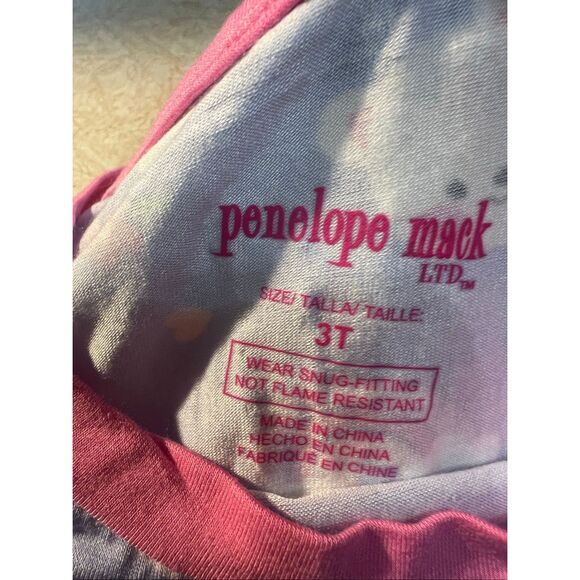 penelope mack
LTD™
SIZE/ TALLA/ TAILLE:
3T
WEAR SNUG-FITTING
NOT FLAME RESISTANT
MADE IN CHINA
HECHO EN CHINA
FABRIQUÉ EN CHINE